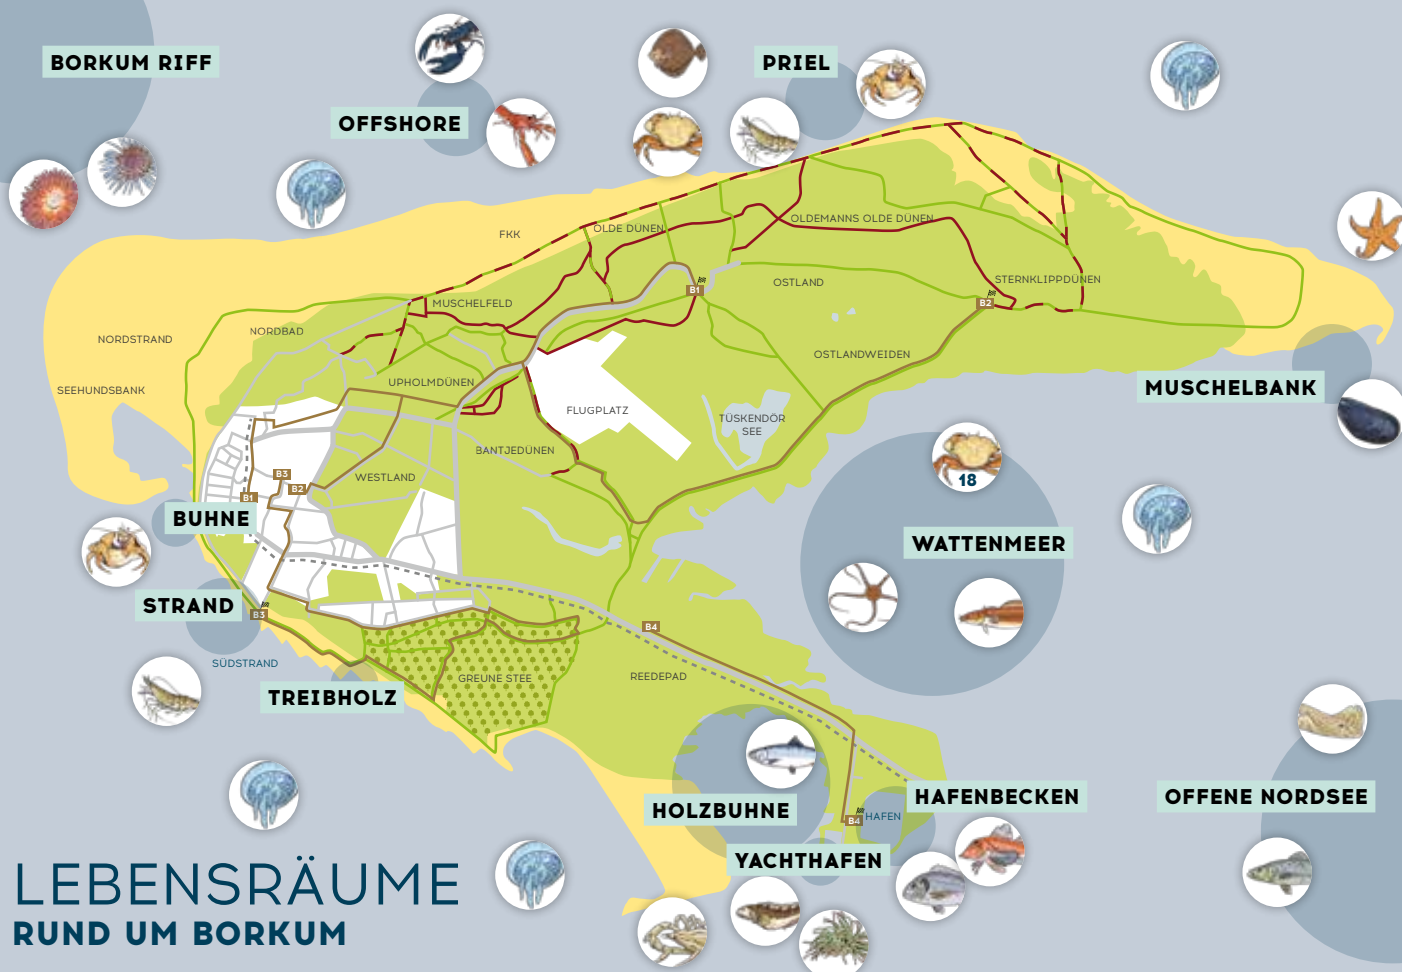 BORKUM RIFF
OFFSHORE
PRIEL
OLDEMANNS OLDE DÜNEN
FKK
OLDE DÜNEN
OSTLAND
STERNKLIPPDÜNEN
B1
B2
MUSCHELFELD
NORDBAD
NORDSTRAND
OSTLANDWEIDEN
SEEHUNDSBANK
UPHOLMDÜNEN
MUSCHELBANK
FLUGPLATZ
TÜSKENDÖR
SEE
BANTJEDÜNEN
WESTLAND
B3
B2
B1
18
BUHNE
WATTENMEER
STRAND
B3
B4
SÜDSTRAND
GREUNE STEE
REEDEPAD
TREIBHOLZ
HOLZBUHNE
HAFENBECKEN
OFFENE NORDSEE
B4
HAFEN
YACHTHAFEN
LEBENSRÄUME
RUND UM BORKUM